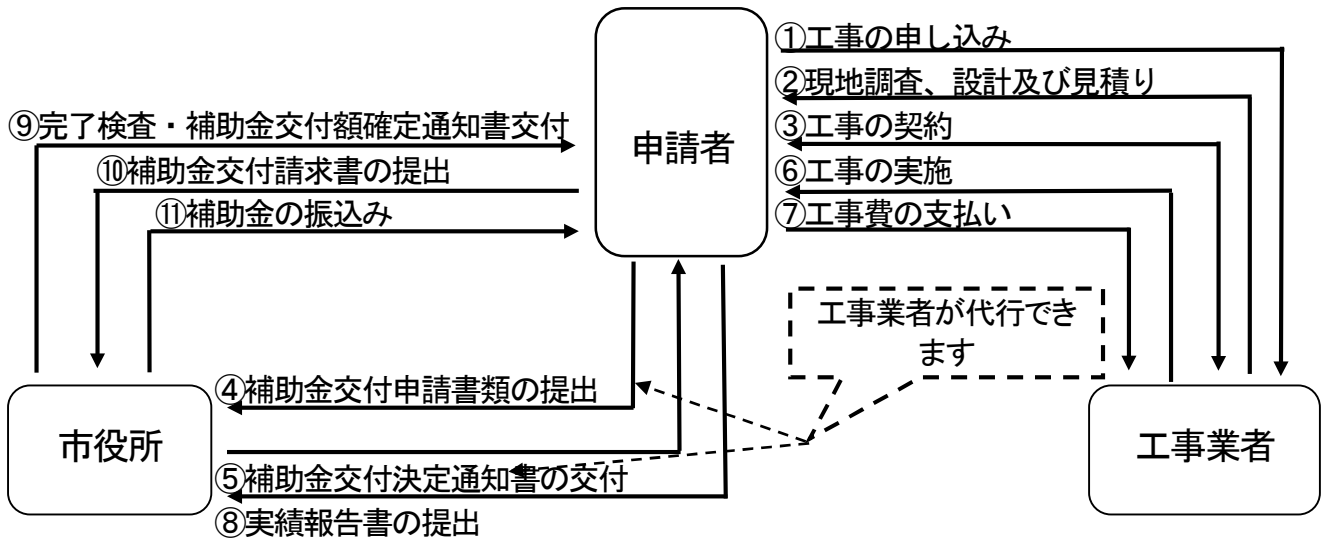 ①工事の申し込み
②現地調査、設計及び見積り
⑨完了検査・補助金交付額確定通知書交付
③工事の契約
申請者
⑩補助金交付請求書の提出
⑥工事の実施
⑪補助金の振込み
⑦工事費の支払い
工事業者が代行でき
ます
④補助金交付申請書類の提出
市役所
工事業者
⑤補助金交付決定通知書の交付
⑧実績報告書の提出